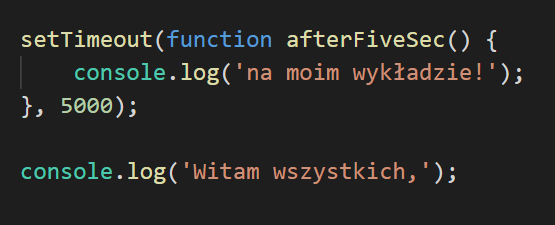 setTimeout(function afterFiveSec() {
    console.log('na moim wykładzie!');
}, 5000);

console.log('Witam wszystkich,');